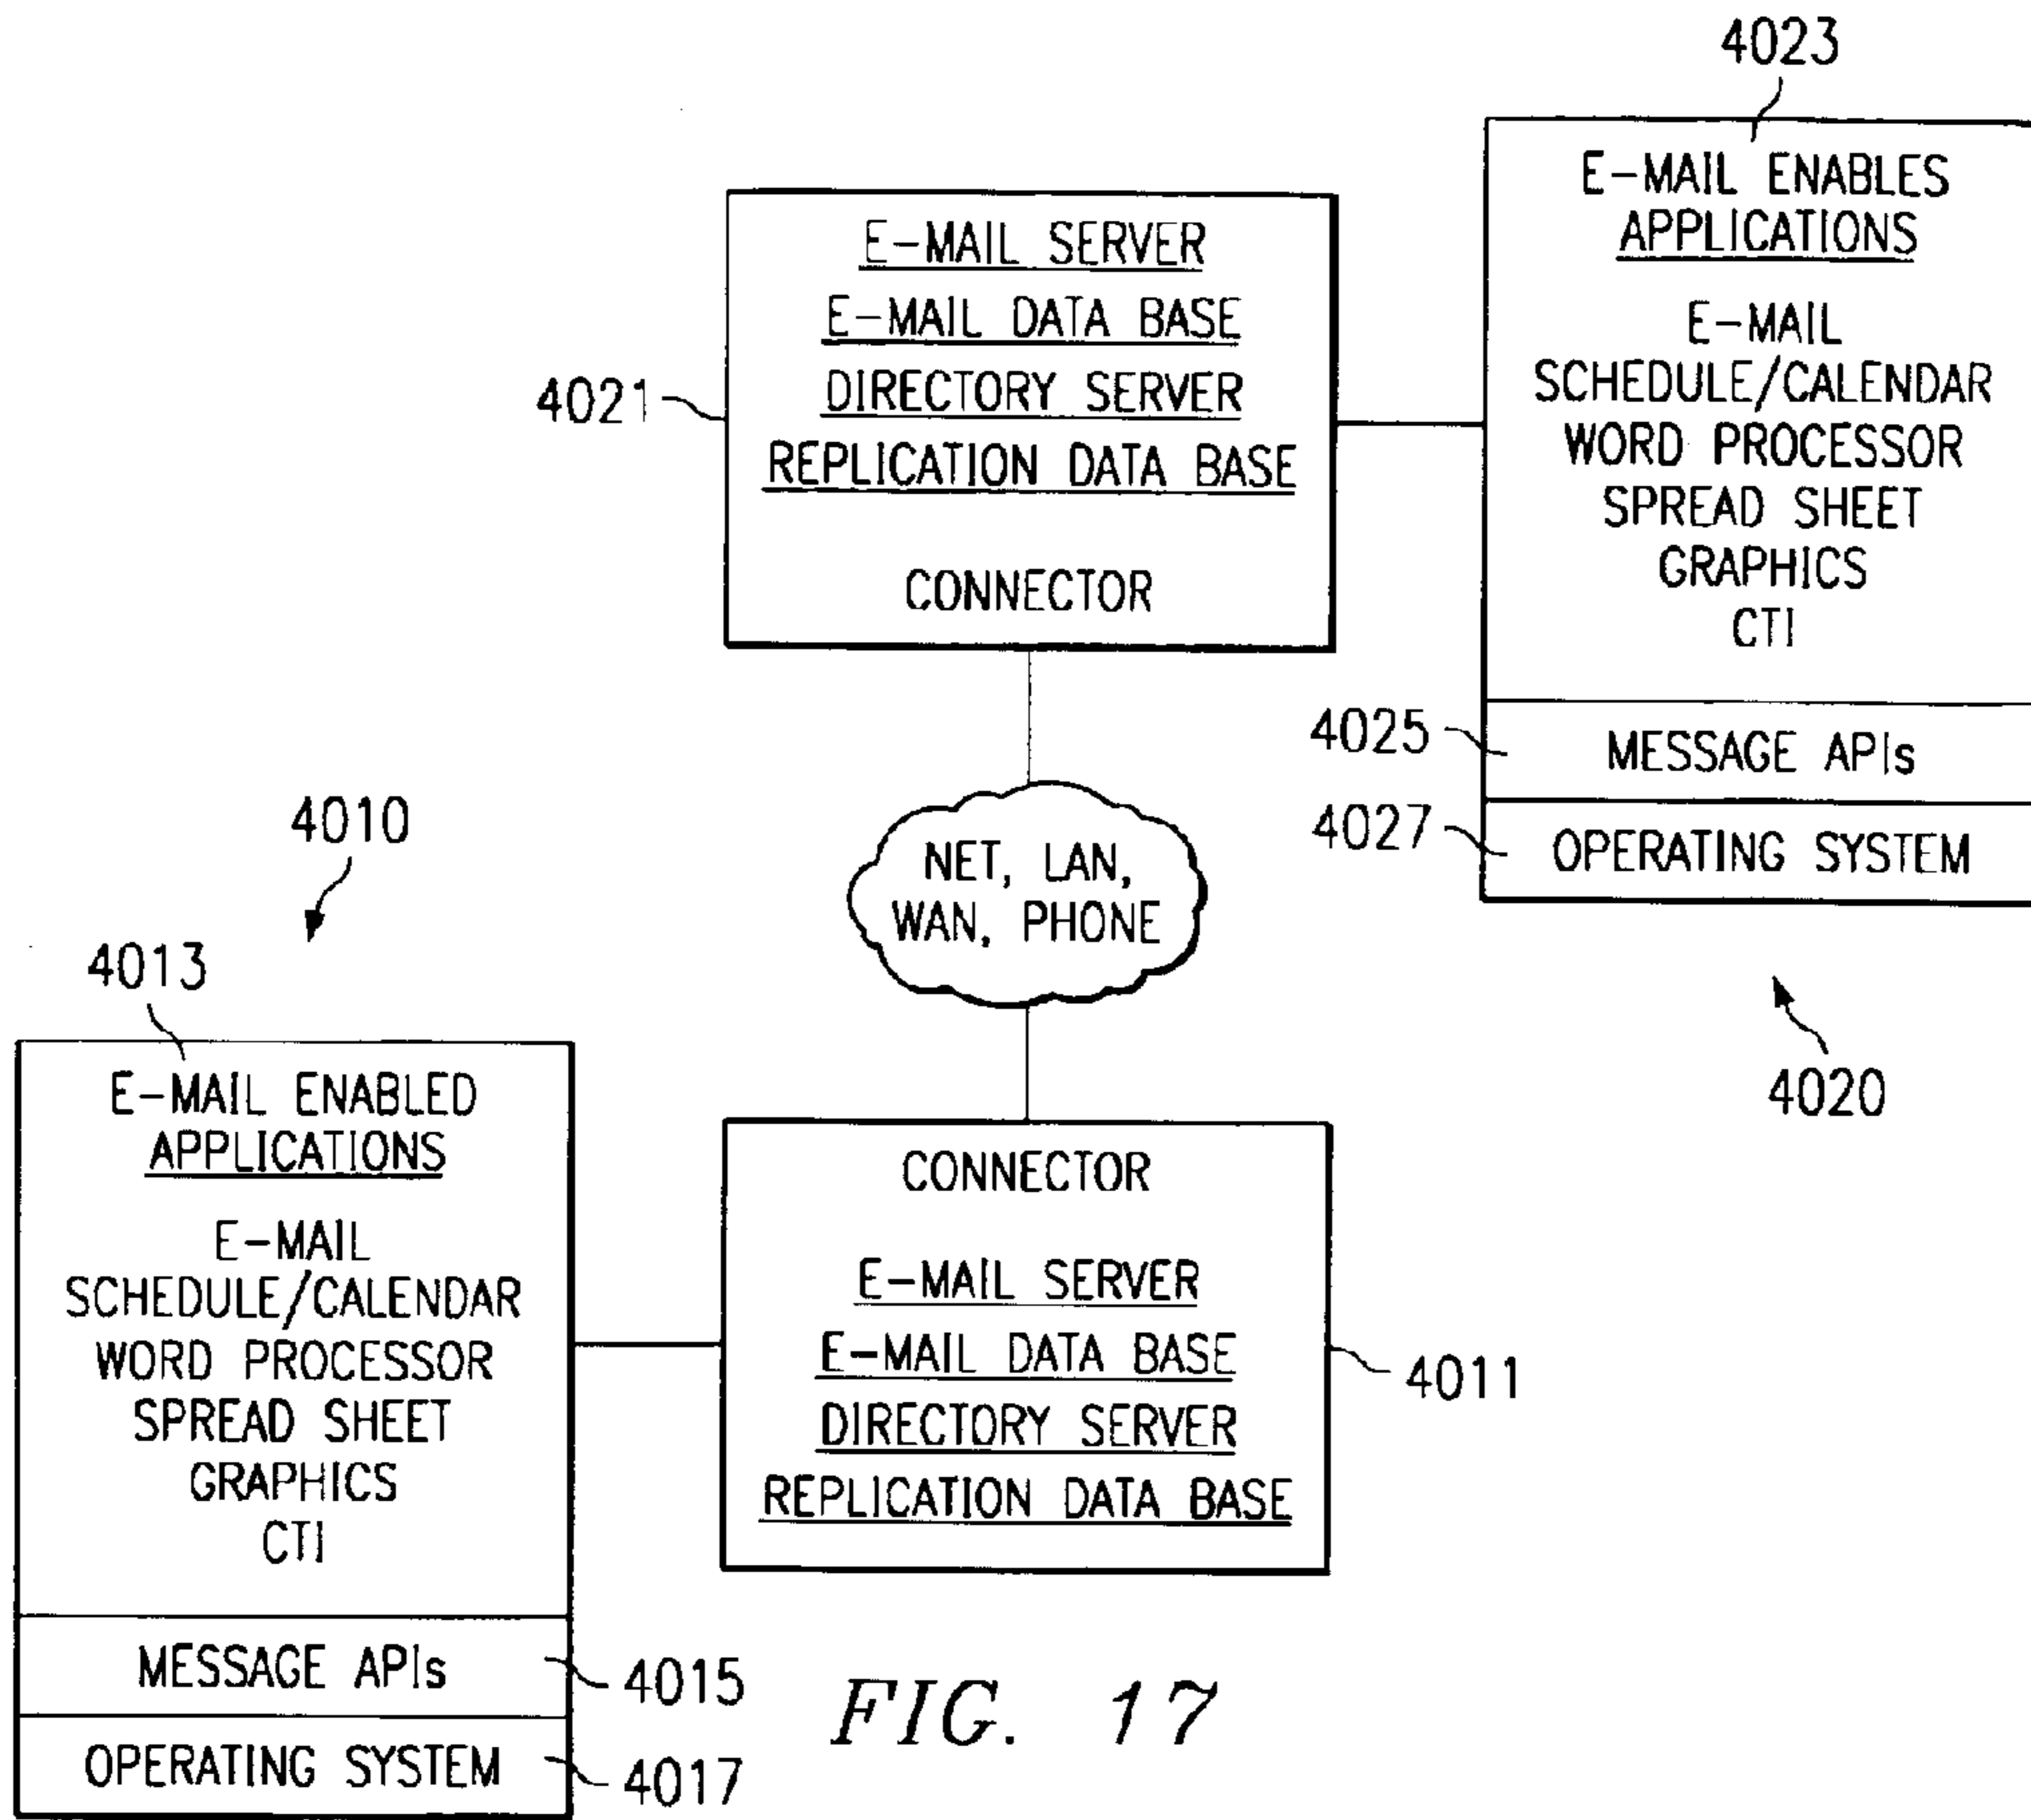 4023
E-MAIL ENABLES
APPLICATIONS
E-MAIL
SCHEDULE/CALENDAR
WORD PROCESSOR
SPREAD SHEET
GRAPHICS
CTI
4025
MESSAGE APIs
4027
OPERATING SYSTEM
4020
E-MAIL SERVER
E-MAIL DATA BASE
4021
DIRECTORY SERVER
REPLICATION DATA BASE
CONNECTOR
NET, LAN,
WAN, PHONE
4010
4013
E-MAIL ENABLED
APPLICATIONS
E-MAIL
SCHEDULE/CALENDAR
WORD PROCESSOR
SPREAD SHEET
GRAPHICS
CTI
MESSAGE APIs
4015
OPERATING SYSTEM
4017
CONNECTOR
E-MAIL SERVER
E-MAIL DATA BASE
4011
DIRECTORY SERVER
REPLICATION DATA BASE
FIG. 17